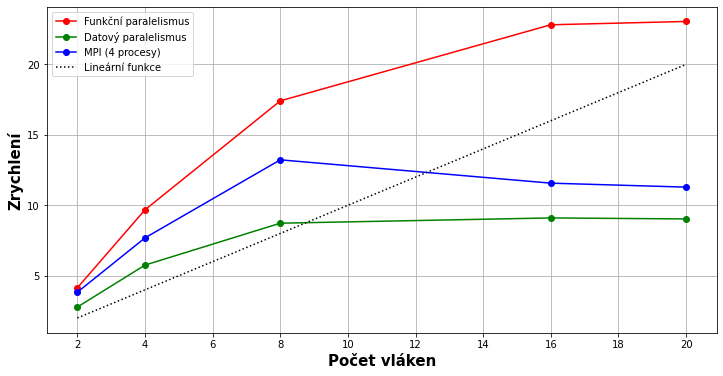 Funkční paralelismus
Datový paralelismus
MPI (4 procesy)
Lineární funkce
Zrychlení
20
15
10
5
2 4 6 8 10 12 14 16 18 20
Počet vláken